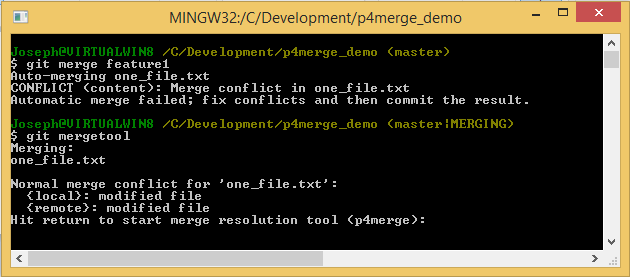 MINGW32:/C/Development/p4merge_demo
Joseph@VIRTUALWIN8 /C/Development/p4merge_demo (master)
$ git merge feature1
Auto-merging one_file.txt
CONFLICT (content): Merge conflict in one_file.txt
Automatic merge failed; fix conflicts and then commit the result.
Joseph@VIRTUALWIN8 /C/Development/p4merge_demo (master|MERGING)
$ git mergetool
Merging:
one_file.txt
Normal merge conflict for 'one_file.txt':
  {local}: modified file
  {remote}: modified file
Hit return to start merge resolution tool (p4merge):